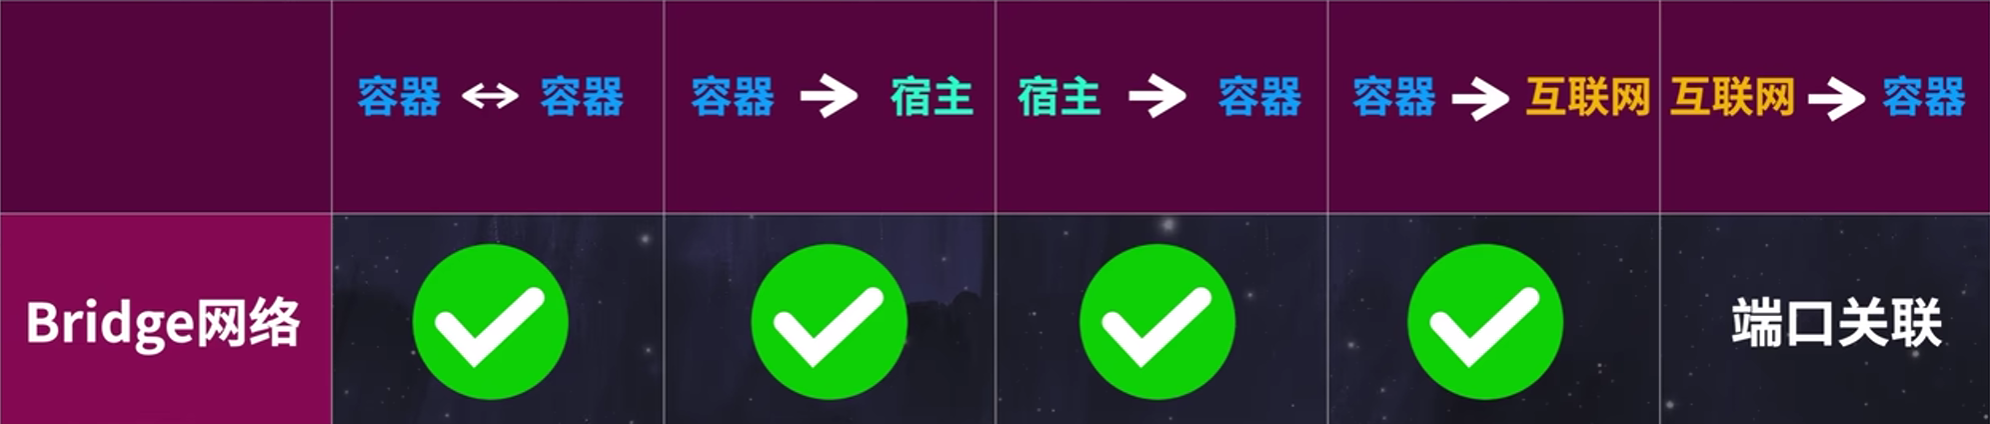 容器 ↔ 容器
容器 → 宿主
宿主 → 容器
容器 → 互联网
互联网 → 容器
Bridge网络
端口关联